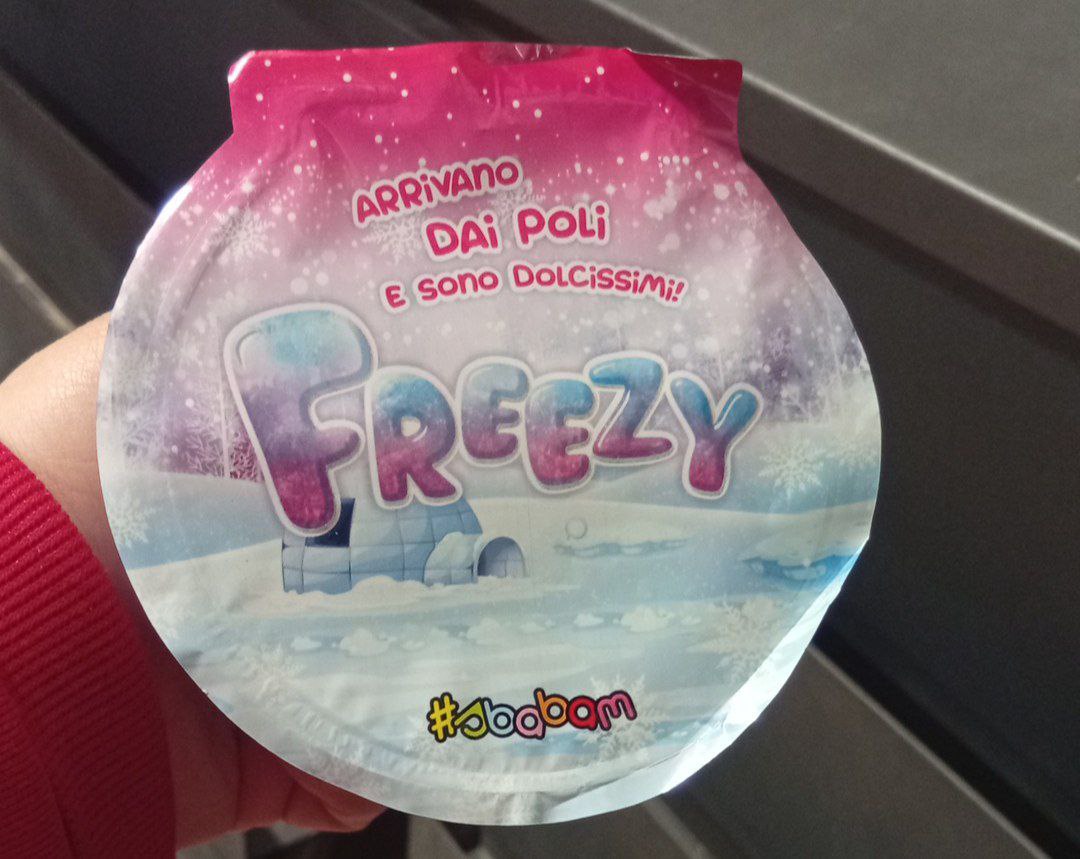 ARRiVANO
DAi POLi
E SONO DOLCiSSiMi!
FREEZY
#sbabam